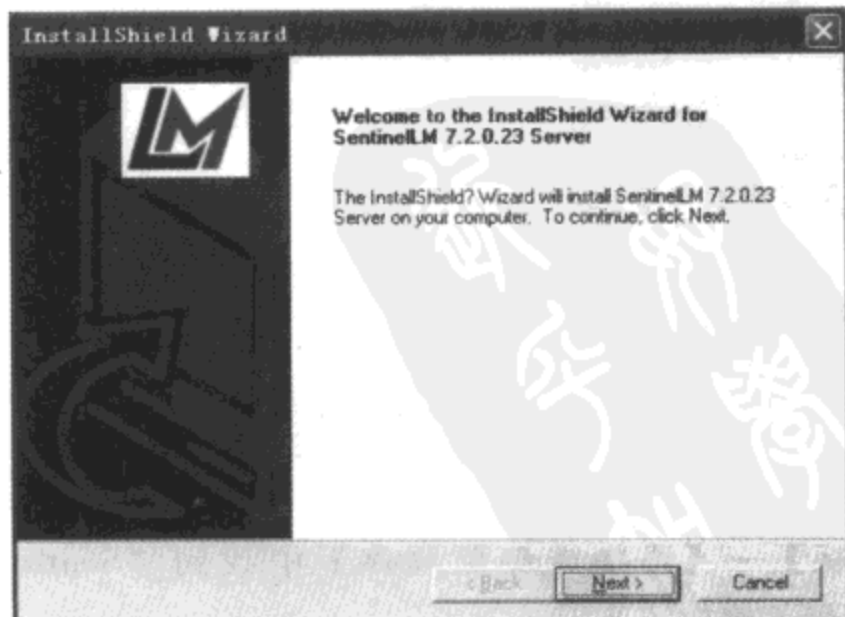 InstallShield Wizard
LM
Welcome to the InstallShield Wizard for
SentinelLM 7.2.0.23 Server
The InstallShield? Wizard will install SentinelLM 7.2.0.23
Server on your computer. To continue, click Next.
< Back
Next >
Cancel